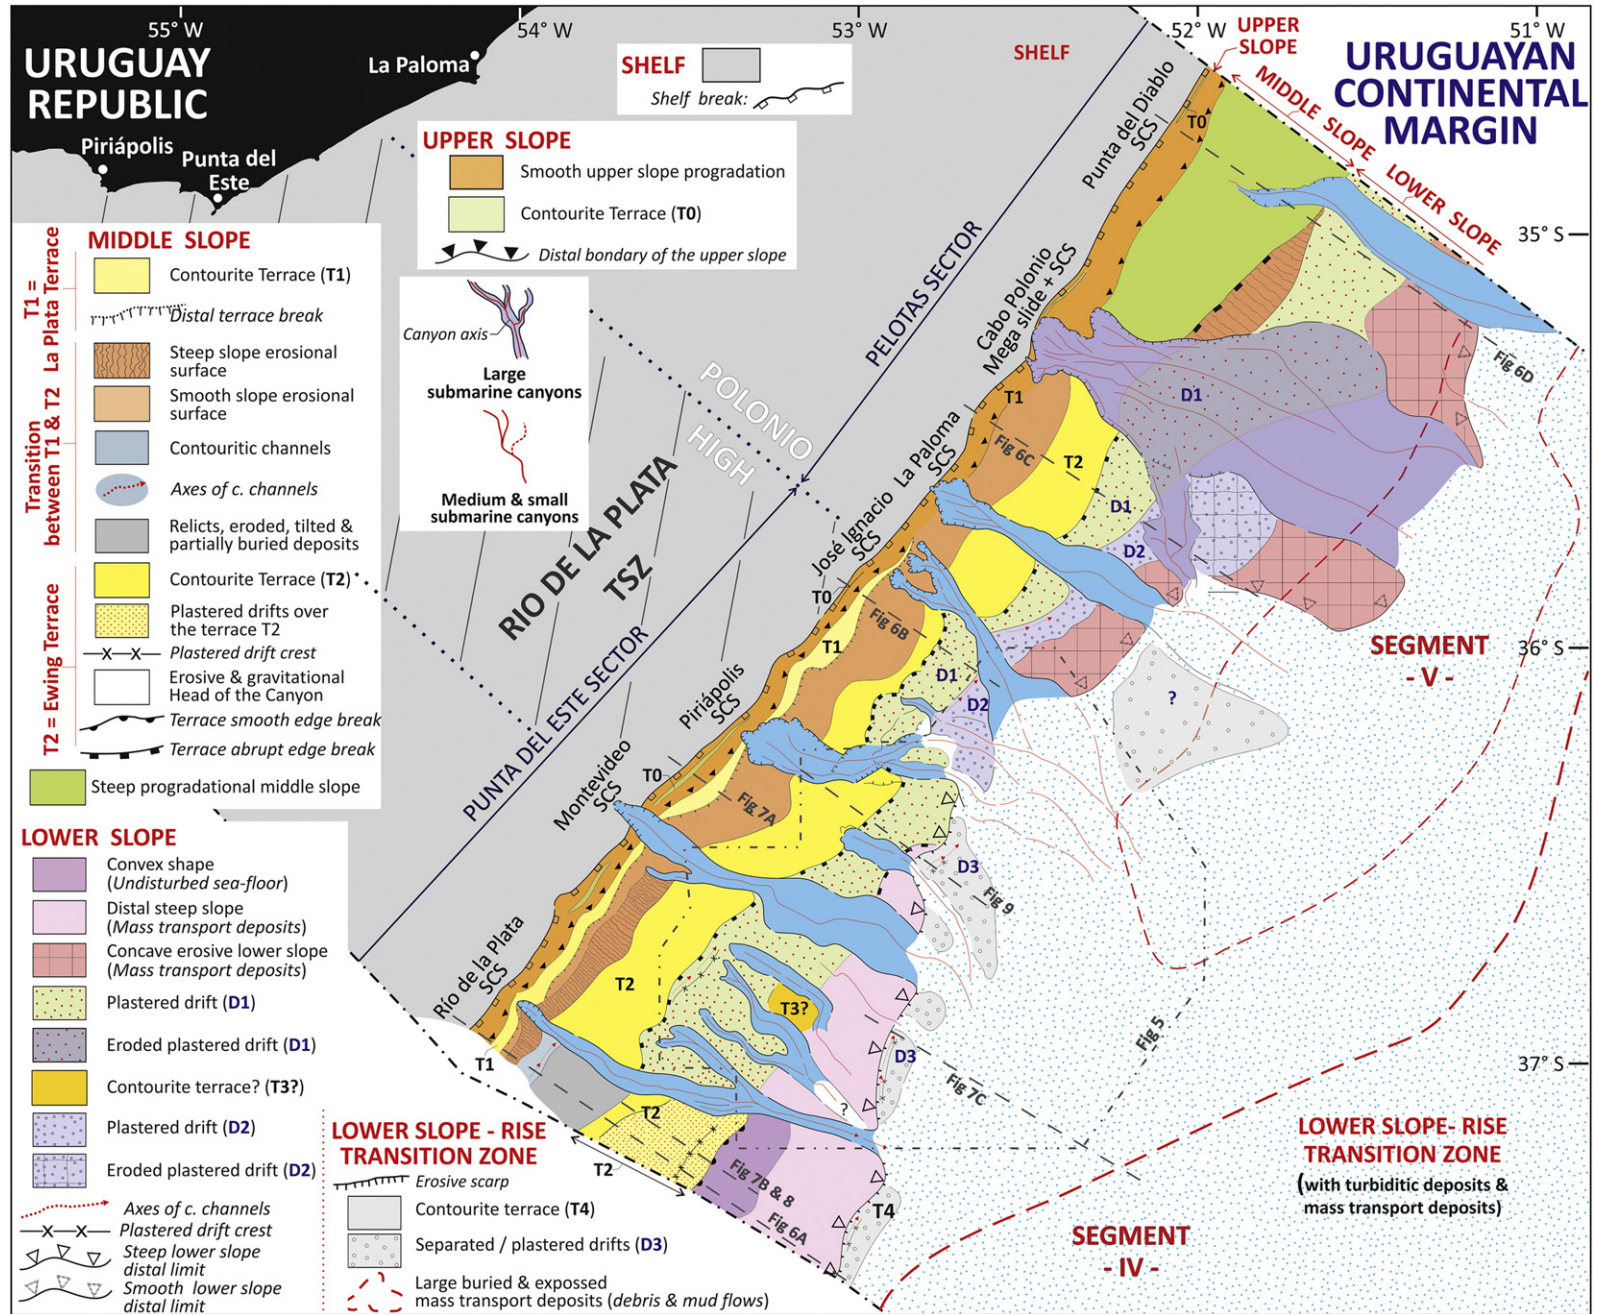 55° W
54° W
53° W
52° W
51° W
URUGUAY
REPUBLIC
La Paloma
Piriápolis
Punta del
Este
SHELF
Shelf break:
SHELF
UPPER
SLOPE
MIDDLE SLOPE
LOWER SLOPE
URUGUAYAN
CONTINENTAL
MARGIN
35° S
36° S
37° S
UPPER SLOPE
Smooth upper slope progradation
Contourite Terrace (T0)
Distal bondary of the upper slope
MIDDLE SLOPE
T1 =
La Plata Terrace
Contourite Terrace (T1)
Distal terrace break
Transition
between T1 & T2
Steep slope erosional
surface
Smooth slope erosional
surface
Contouritic channels
Axes of c. channels
Relicts, eroded, tilted &
partially buried deposits
T2 = Ewing Terrace
Contourite Terrace (T2)
Plastered drifts over
the terrace T2
Plastered drift crest
Erosive & gravitational
Head of the Canyon
Terrace smooth edge break
Terrace abrupt edge break
Steep progradational middle slope
Canyon axis
Large
submarine canyons
Medium & small
submarine canyons
LOWER SLOPE
Convex shape
(Undisturbed sea-floor)
Distal steep slope
(Mass transport deposits)
Concave erosive lower slope
(Mass transport deposits)
Plastered drift (D1)
Eroded plastered drift (D1)
Contourite terrace? (T3?)
Plastered drift (D2)
Eroded plastered drift (D2)
Axes of c. channels
Plastered drift crest
Steep lower slope
distal limit
Smooth lower slope
distal limit
LOWER SLOPE - RISE
TRANSITION ZONE
Erosive scarp
Contourite terrace (T4)
Separated / plastered drifts (D3)
Large buried & expossed
mass transport deposits (debris & mud flows)
PELOTAS SECTOR
POLONIO
HIGH
RIO DE LA PLATA
TSZ
PUNTA DEL ESTE SECTOR
Punta del Diablo
SCS
Cabo Polonio
Mega slide + SCS
La Paloma
SCS
José Ignacio
SCS
Piriápolis
SCS
Montevideo
SCS
Río de la Plata
SCS
T0
T1
T2
D1
D1
D2
Fig 6C
Fig 6D
T0
T1
Fig 6B
D1
D2
T0
Fig 7A
D3
Fig 9
T2
T3?
D3
T1
T2
T2
?
?
Fig 7B & 8
Fig 6A
T4
Fig 7C
Fig 5
SEGMENT
- V -
SEGMENT
- IV -
LOWER SLOPE- RISE
TRANSITION ZONE
(with turbiditic deposits &
mass transport deposits)